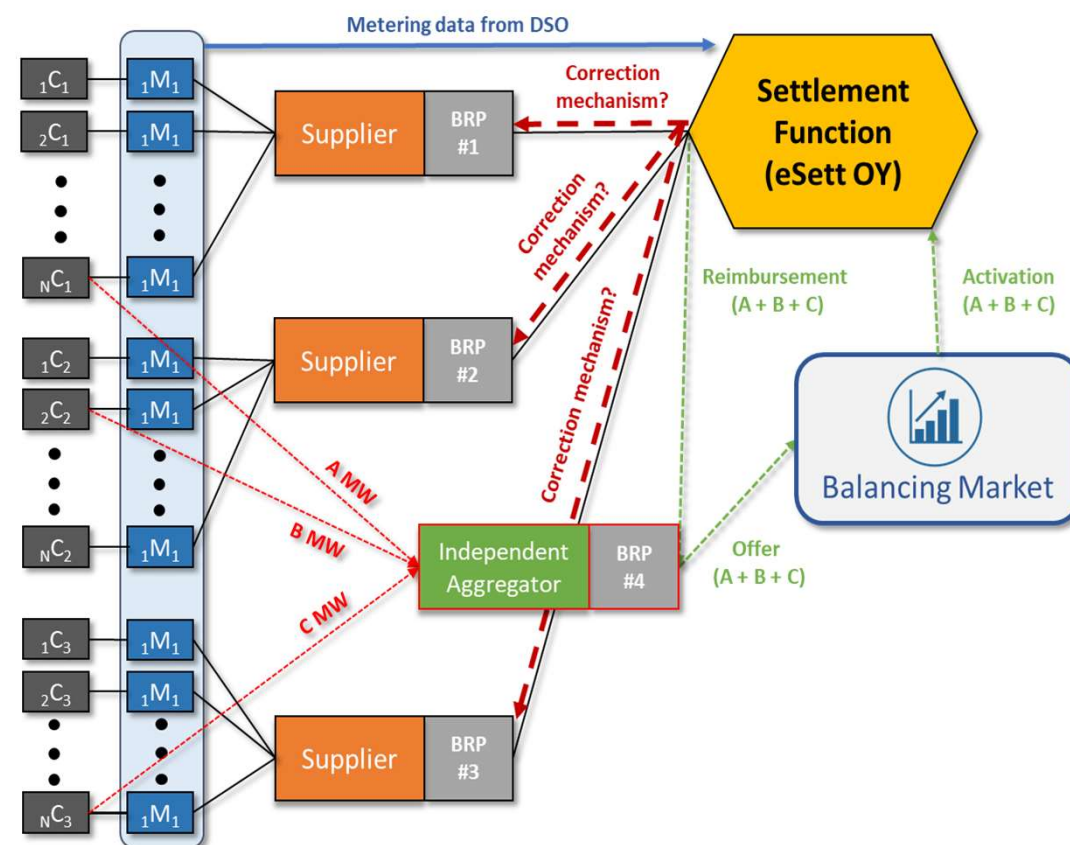 Metering data from DSO
₁C₁
₁M₁
₂C₁
₁M₁
NC₁
₁M₁
Supplier
BRP
#1
Correction
mechanism?
Settlement
Function
(eSett OY)
Correction
mechanism?
Reimbursement
(A + B + C)
Activation
(A + B + C)
₁C₂
₁M₁
₂C₂
₁M₁
NC₂
₁M₁
Supplier
BRP
#2
Correction mechanism?
Balancing Market
A MW
B MW
C MW
Independent
Aggregator
BRP
#4
Offer
(A + B + C)
₁C₃
₁M₁
₂C₃
₁M₁
NC₃
₁M₁
Supplier
BRP
#3